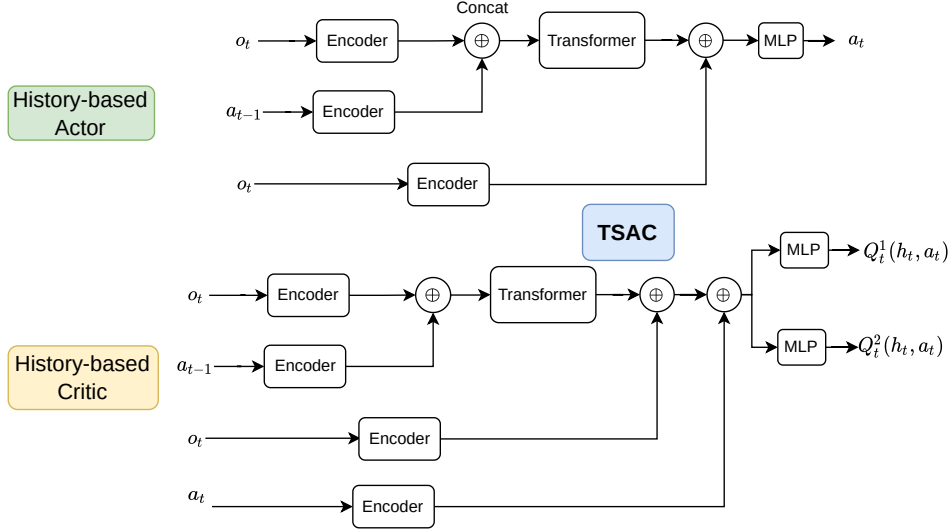 Concat
o_t
Encoder
⊕
Transformer
⊕
MLP
a_t
History-based
Actor
a_{t-1}
Encoder
o_t
Encoder
TSAC
MLP
Q_t^1(h_t, a_t)
o_t
Encoder
⊕
Transformer
⊕
⊕
MLP
Q_t^2(h_t, a_t)
History-based
Critic
a_{t-1}
Encoder
o_t
Encoder
a_t
Encoder